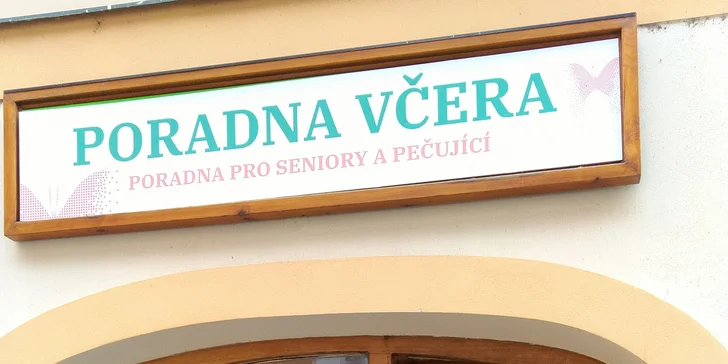 PORADNA VČERA
PORADNA PRO SENIORY A PEČUJÍCÍ